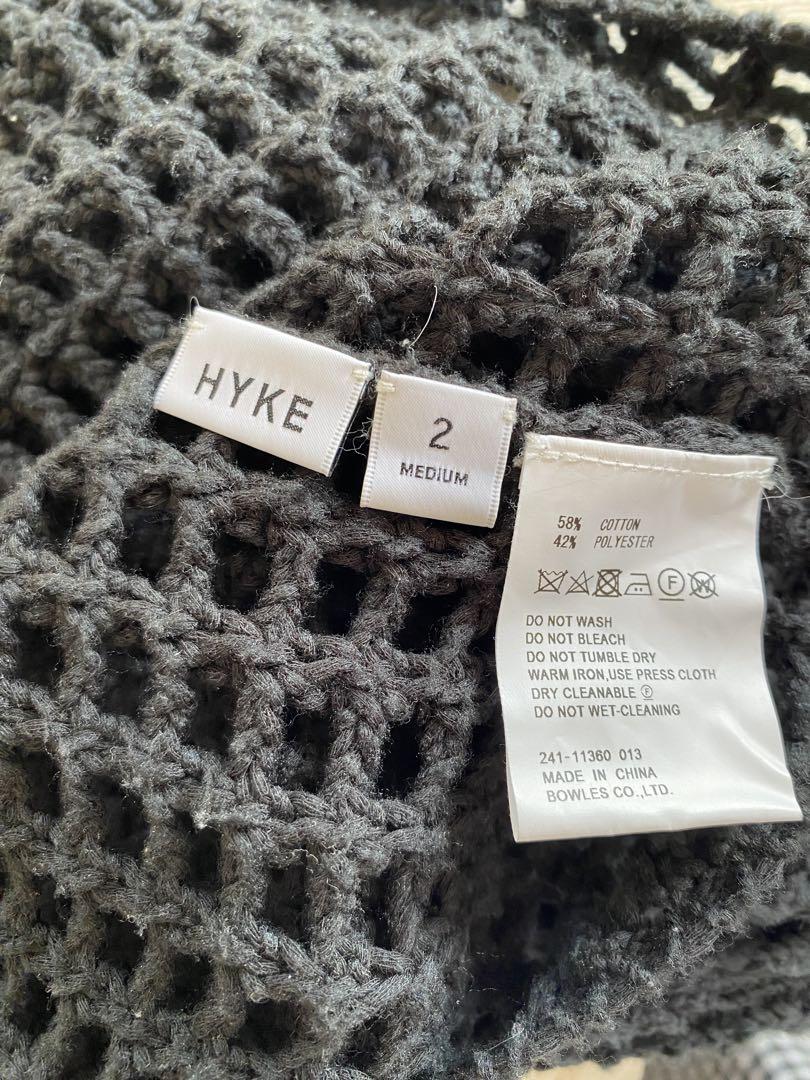 HYKE
2
MEDIUM
58% COTTON
42% POLYESTER
DO NOT WASH
DO NOT BLEACH
DO NOT TUMBLE DRY
WARM IRON,USE PRESS CLOTH
DRY CLEANABLE Ⓕ
DO NOT WET-CLEANING
241-11360 013
MADE IN CHINA
BOWLES CO.,LTD.